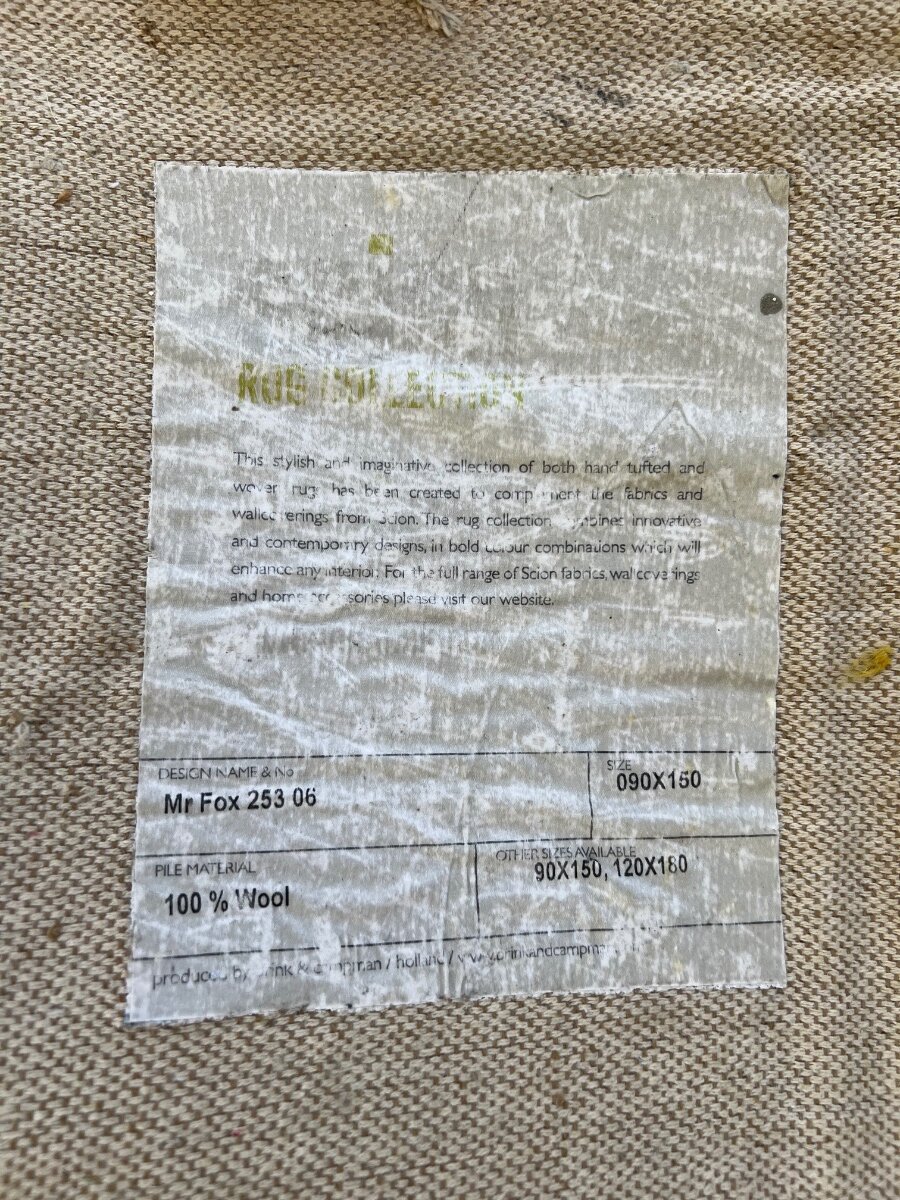 RUG COLLECTION
This stylish and imaginative collection of both hand tufted and
woven rugs has been created to complement the fabrics and
wallcoverings from Scion. The rug collection combines innovative
and contemporary designs, in bold colour combinations which will
enhance any interior. For the full range of Scion fabrics, wallcoverings
and home accessories please visit our website.
DESIGN NAME & No
Mr Fox 253 06
SIZE
090X150
PILE MATERIAL
100 % Wool
OTHER SIZES AVAILABLE
90X150, 120X180
produced by brink & campman / holland /